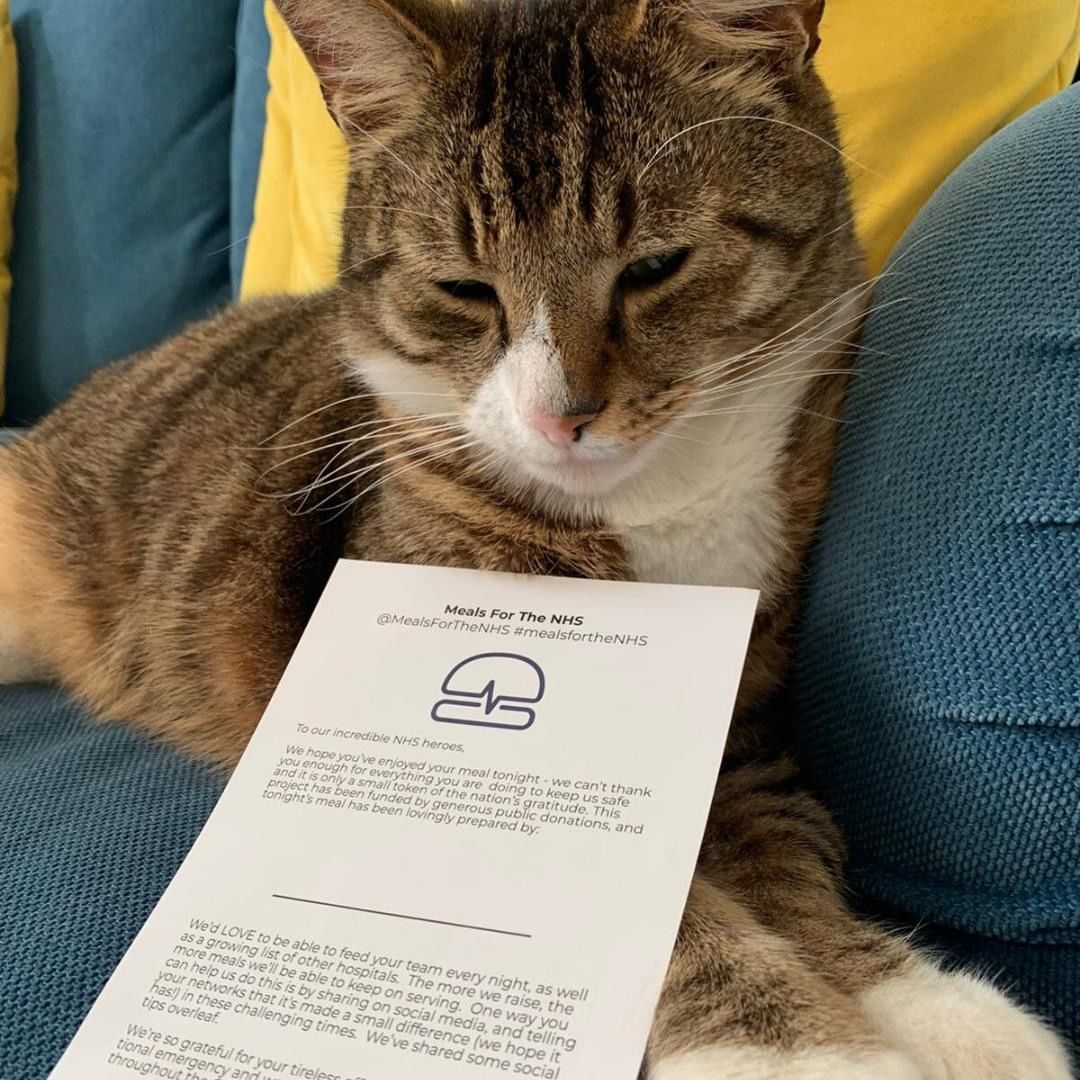 Meals For The NHS
@MealsForTheNHS #mealsfortheNHS
To our incredible NHS heroes,
We hope you've enjoyed your meal tonight - we can't thank
you enough for everything you are doing to keep us safe
and it is only a small token of the nation's gratitude. This
project has been funded by generous public donations, and
tonight's meal has been lovingly prepared by:
We'd LOVE to be able to feed your team every night, as well
as a growing list of other hospitals. The more we raise, the
more meals we'll be able to keep on serving. One way you
can help us do this is by sharing on social media, and telling
your networks that it's made a small difference (we hope it
has!) in these challenging times. We've shared some social
tips overleaf.
We're so grateful for your tireless
tional emergency and
throughout the